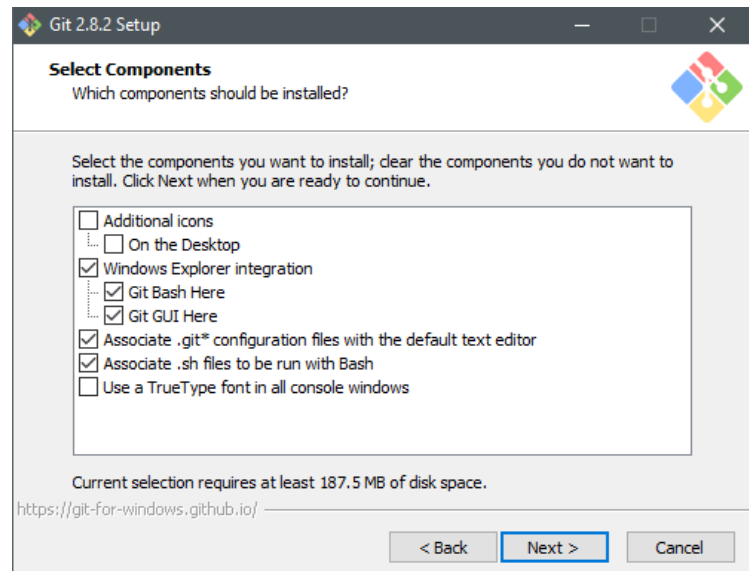 Git 2.8.2 Setup
Select Components
Which components should be installed?
Select the components you want to install; clear the components you do not want to
install. Click Next when you are ready to continue.
Additional icons
On the Desktop
Windows Explorer integration
Git Bash Here
Git GUI Here
Associate .git* configuration files with the default text editor
Associate .sh files to be run with Bash
Use a TrueType font in all console windows
Current selection requires at least 187.5 MB of disk space.
https://git-for-windows.github.io/
< Back Next > Cancel